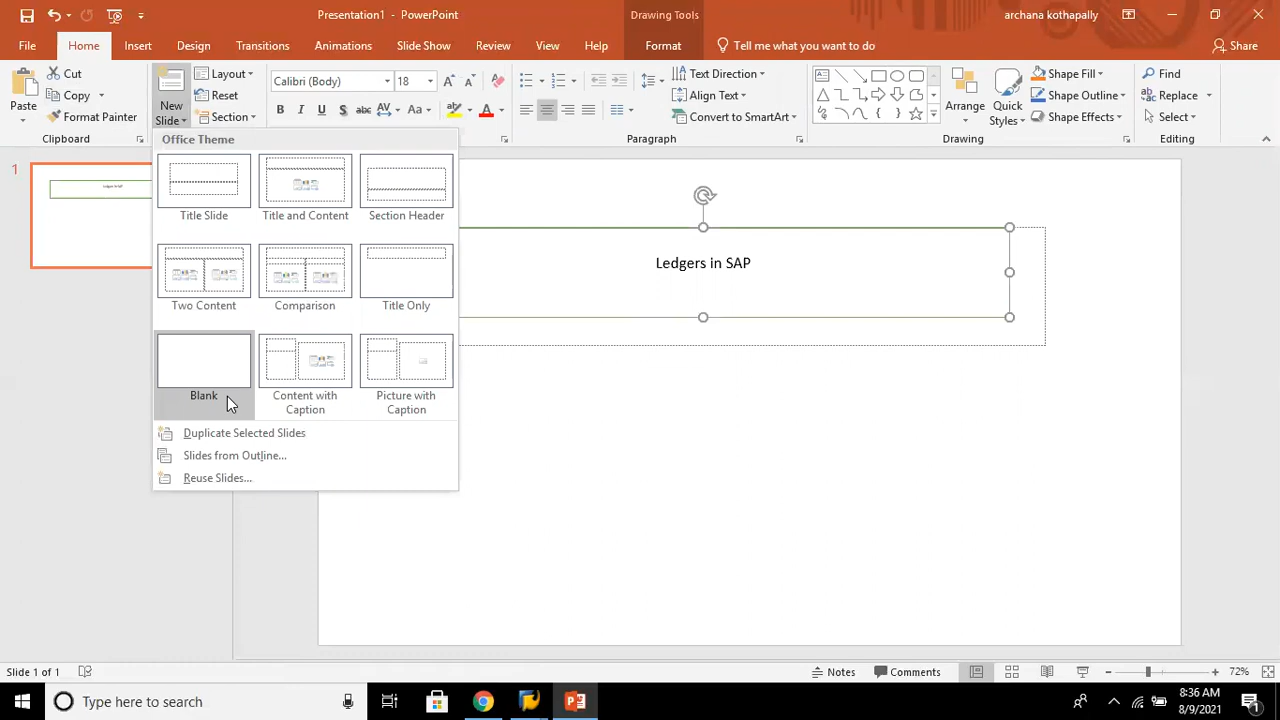 Presentation1 - PowerPoint
Drawing Tools
archana kothapally
File
Home
Insert
Design
Transitions
Animations
Slide Show
Review
View
Help
Format
Tell me what you want to do
Share
Paste
Cut
Copy
Format Painter
Clipboard
New
Slide
Layout
Reset
Section
Calibri (Body)
18
Text Direction
Align Text
Convert to SmartArt
Paragraph
Arrange
Quick
Styles
Shape Fill
Shape Outline
Shape Effects
Drawing
Find
Replace
Select
Editing
Office Theme
Title Slide
Title and Content
Section Header
Two Content
Comparison
Title Only
Blank
Content with
Caption
Picture with
Caption
Duplicate Selected Slides
Slides from Outline...
Reuse Slides...
1
Ledgers in SAP
Ledgers in SAP
Slide 1 of 1
Notes
Comments
72%
Type here to search
8:36 AM
8/9/2021